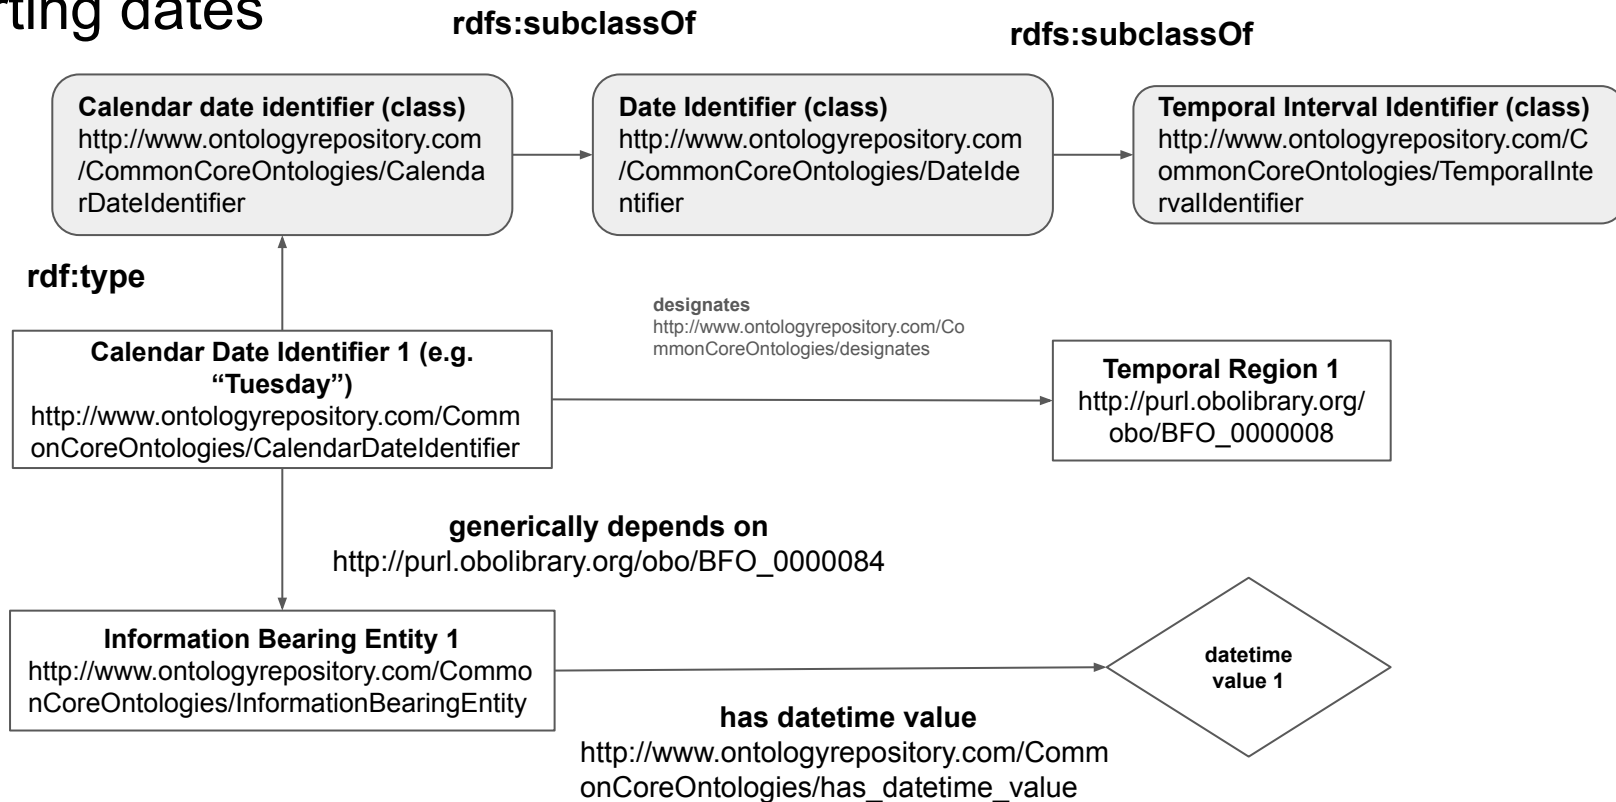 rting dates
rdfs:subclassOf
rdfs:subclassOf
Calendar date identifier (class)
http://www.ontologyrepository.com
/CommonCoreOntologies/Calenda
rDateIdentifier
Date Identifier (class)
http://www.ontologyrepository.com
/CommonCoreOntologies/DateIde
ntifier
Temporal Interval Identifier (class)
http://www.ontologyrepository.com/C
ommonCoreOntologies/TemporalInte
rvalIdentifier
rdf:type
designates
http://www.ontologyrepository.com/Co
mmonCoreOntologies/designates
Calendar Date Identifier 1 (e.g.
“Tuesday”)
http://www.ontologyrepository.com/Comm
onCoreOntologies/CalendarDateIdentifier
Temporal Region 1
http://purl.obolibrary.org/
obo/BFO_0000008
generically depends on
http://purl.obolibrary.org/obo/BFO_0000084
Information Bearing Entity 1
http://www.ontologyrepository.com/Commo
nCoreOntologies/InformationBearingEntity
datetime
value 1
has datetime value
http://www.ontologyrepository.com/Comm
onCoreOntologies/has_datetime_value